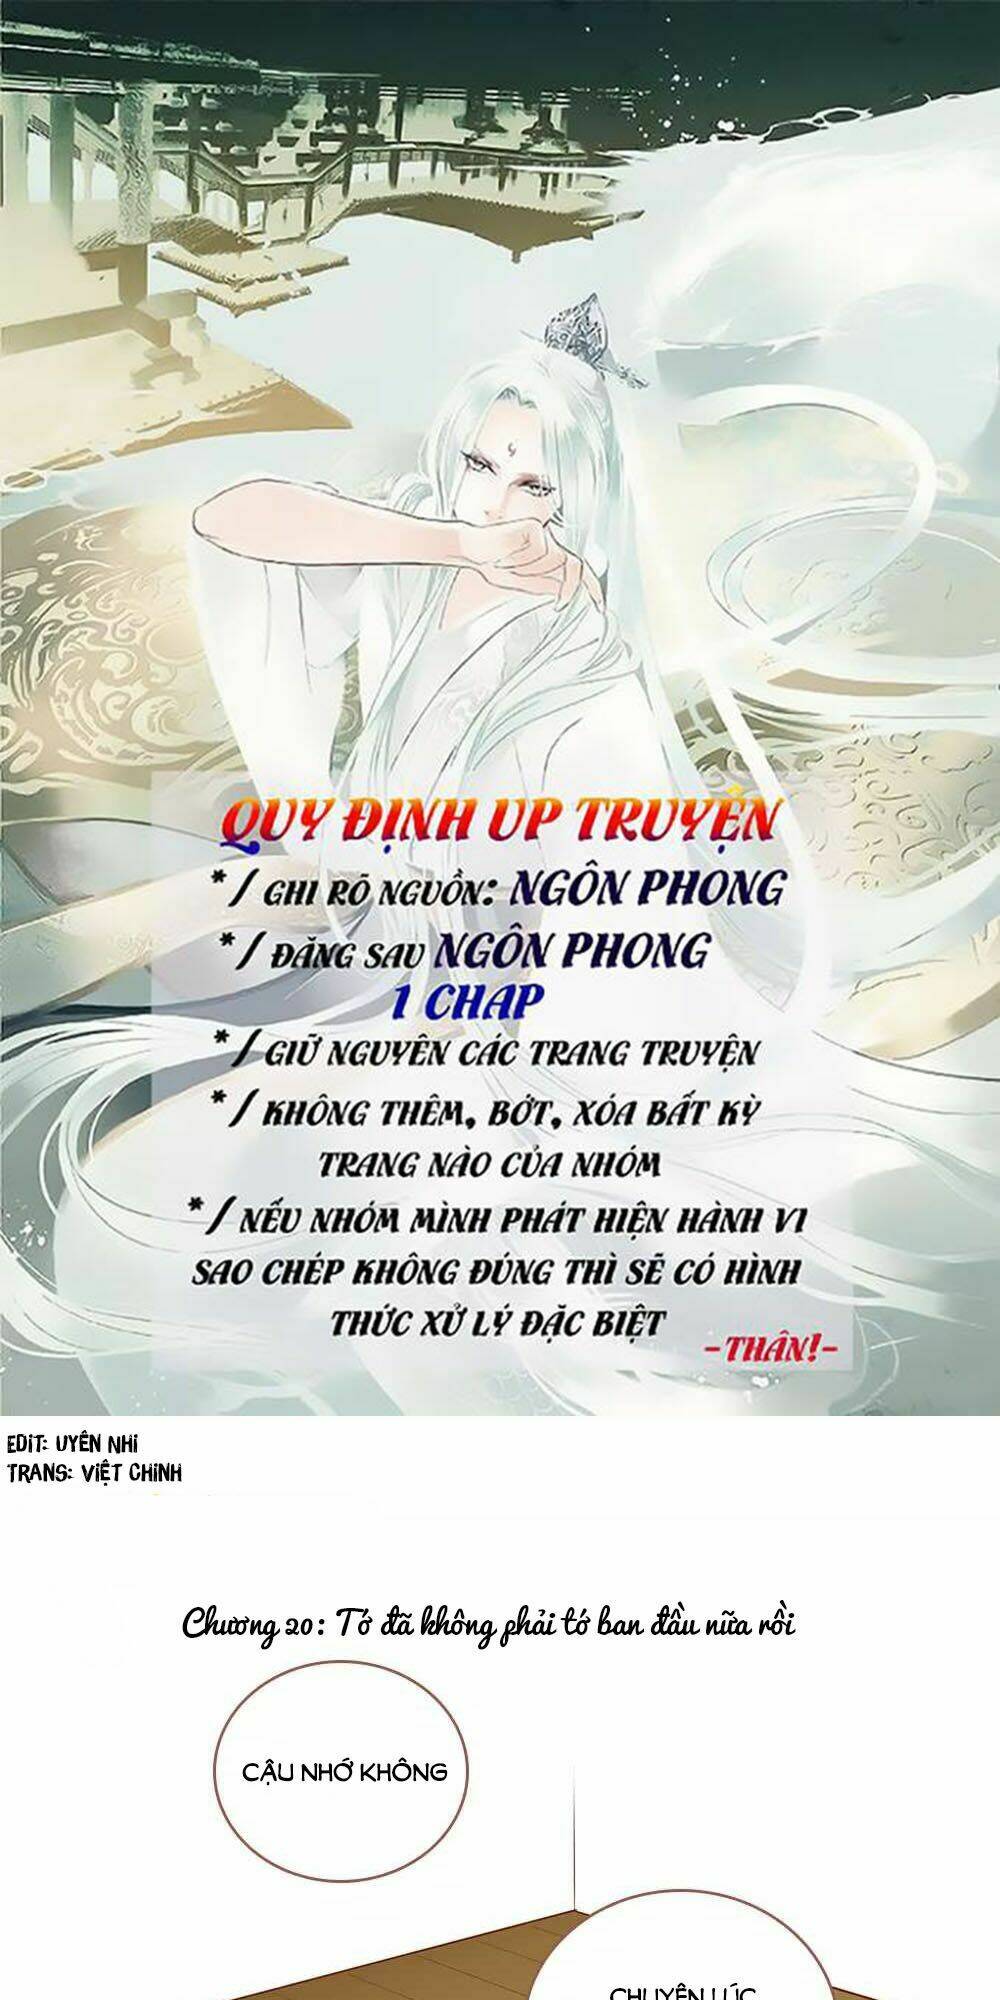 QUY ĐỊNH UP TRUYỆN
*/ GHI RÕ NGUỒN: NGÔN PHONG
*/ ĐĂNG SAU NGÔN PHONG
1 CHAP
*/ GIỮ NGUYÊN CÁC TRANG TRUYỆN
*/ KHÔNG THÊM, BỚT, XÓA BẤT KỲ
TRANG NÀO CỦA NHÓM
*/ NẾU NHÓM MÌNH PHÁT HIỆN HÀNH VI
SAO CHÉP KHÔNG ĐÚNG THÌ SẼ CÓ HÌNH
THỨC XỬ LÝ ĐẶC BIỆT
-THÂN!-
EDIT: UYÊN NHI
TRANS: VIỆT CHINH
Chương 20: Tớ đã không phải tớ ban đầu nữa rồi
CẬU NHỚ KHÔNG
CHUYỆN LÚC